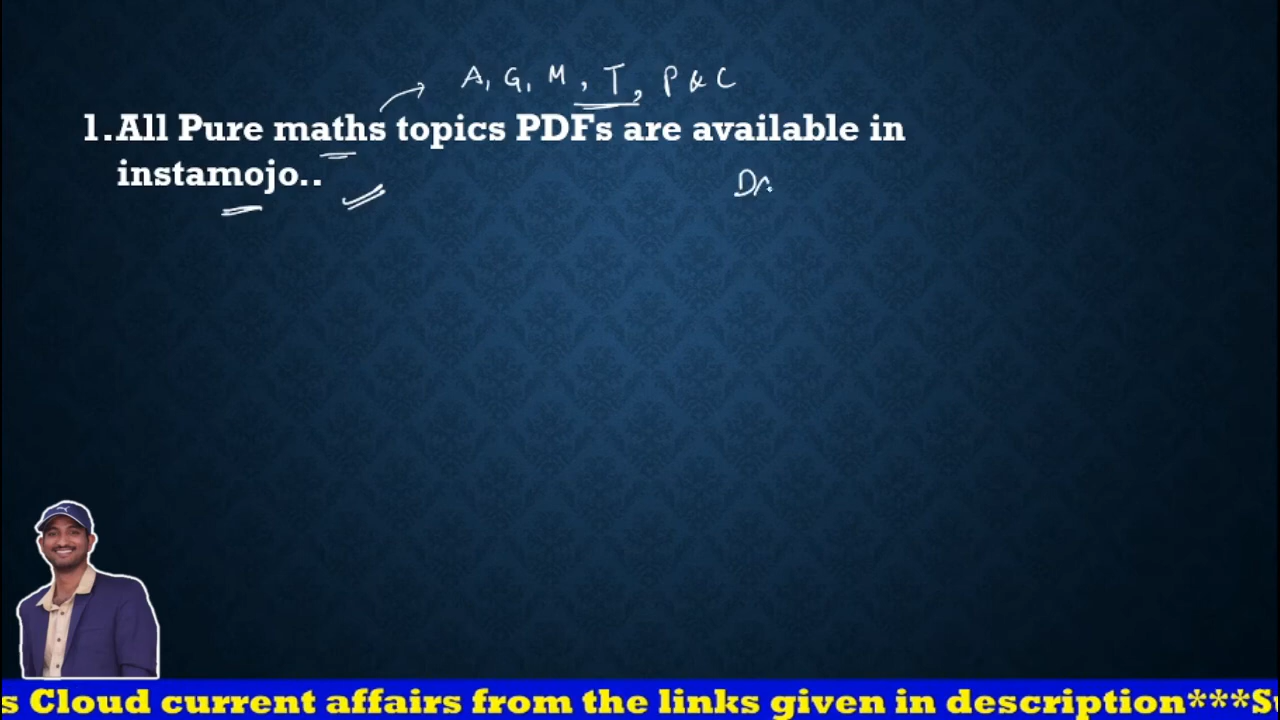 A, G, M, T, P & C
1. All Pure maths topics PDFs are available in
instamojo..
Dr.
s Cloud current affairs from the links given in description***S